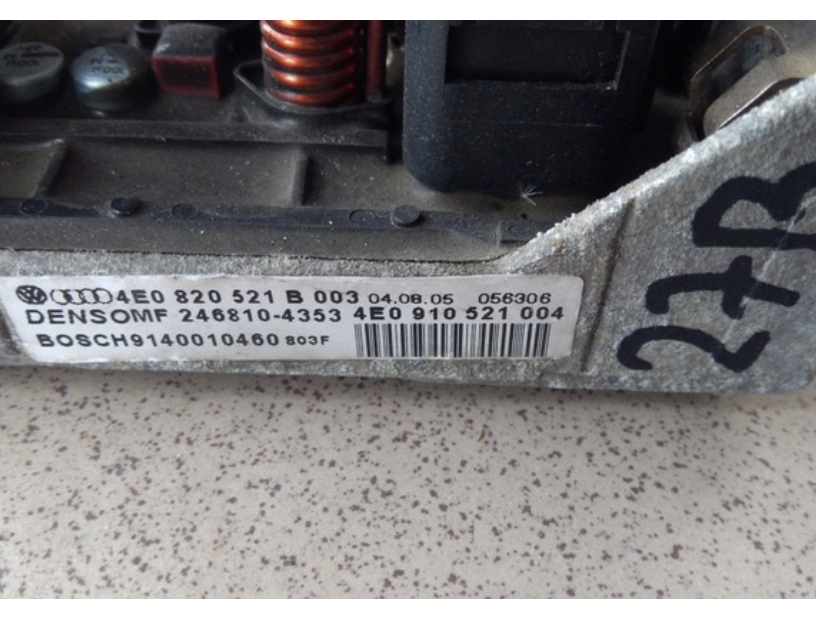 4E0 820 521 B 003 04.08.05 056306
DENSOMF 246810-4353 4E0 910 521 004
BOSCH9140010460 803F
27B